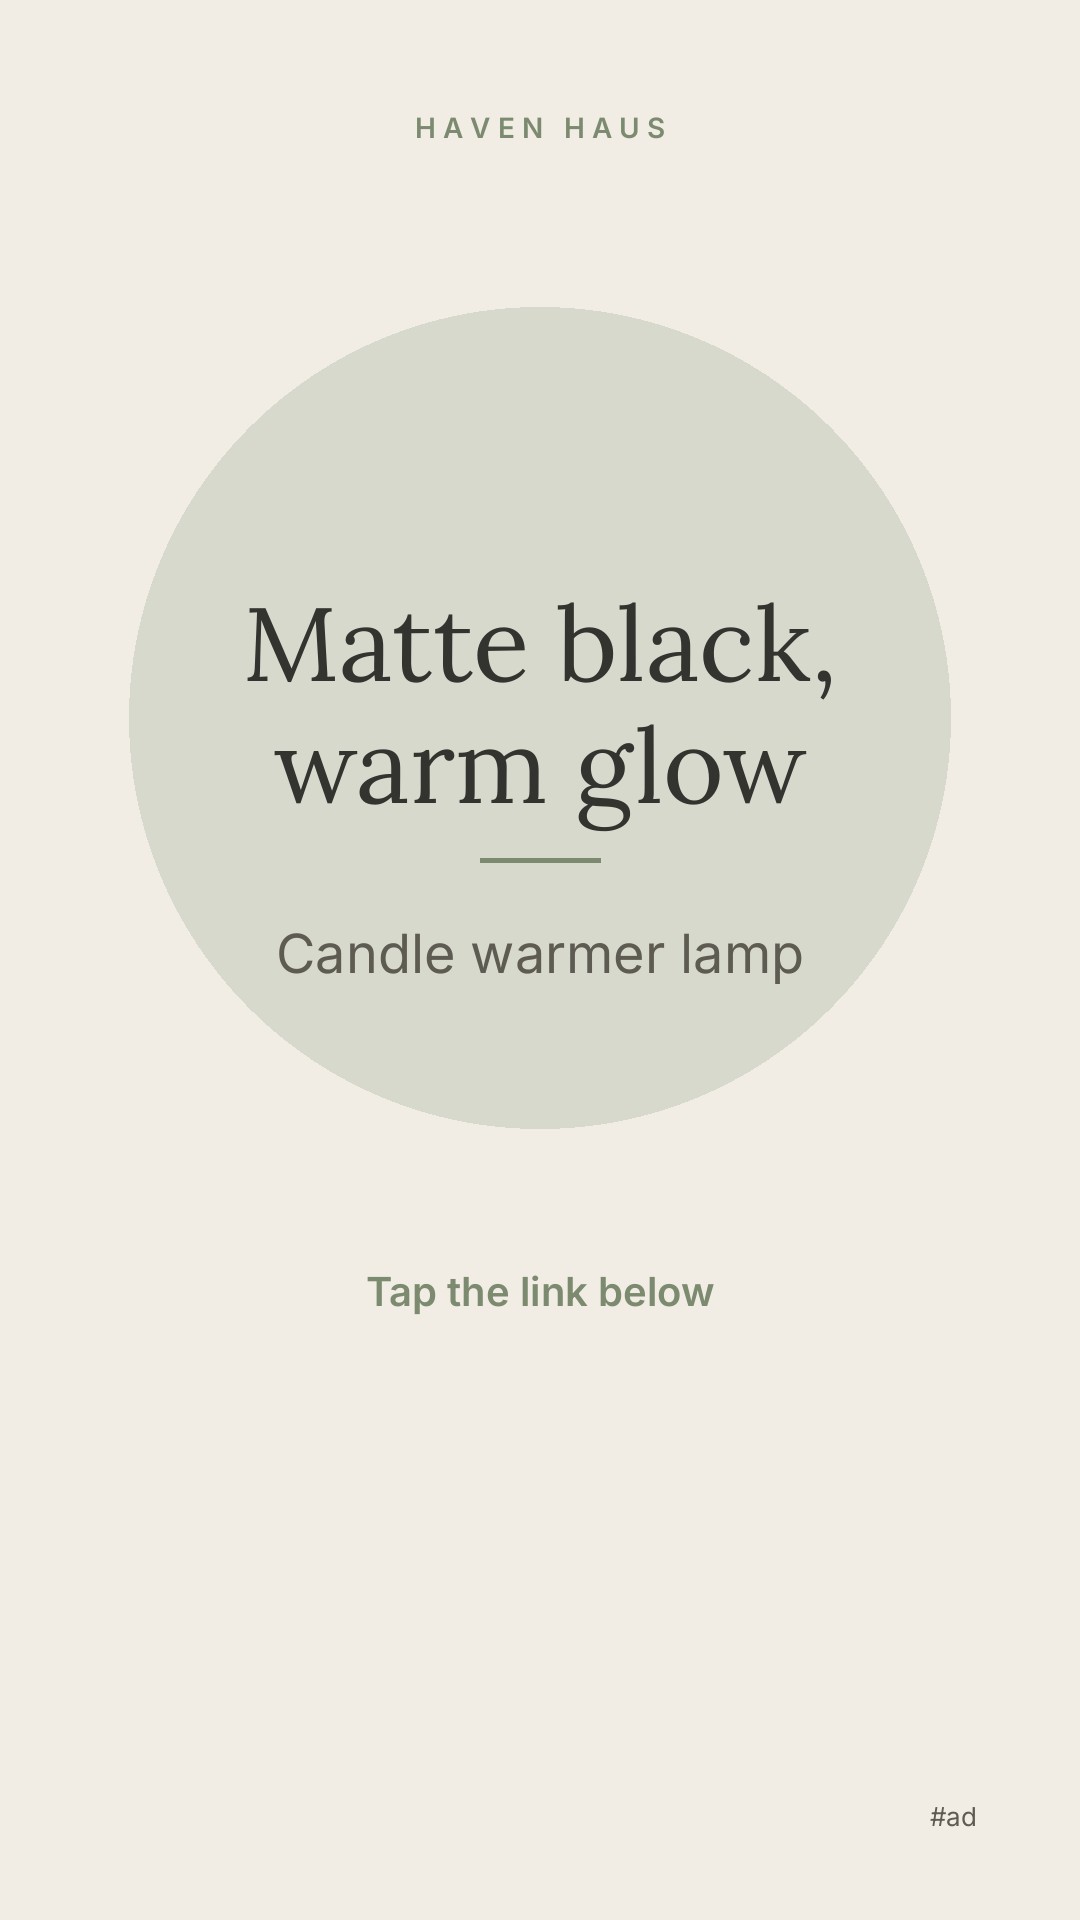 HAVEN HAUS
Matte black,
warm glow
Candle warmer lamp
Tap the link below
#ad